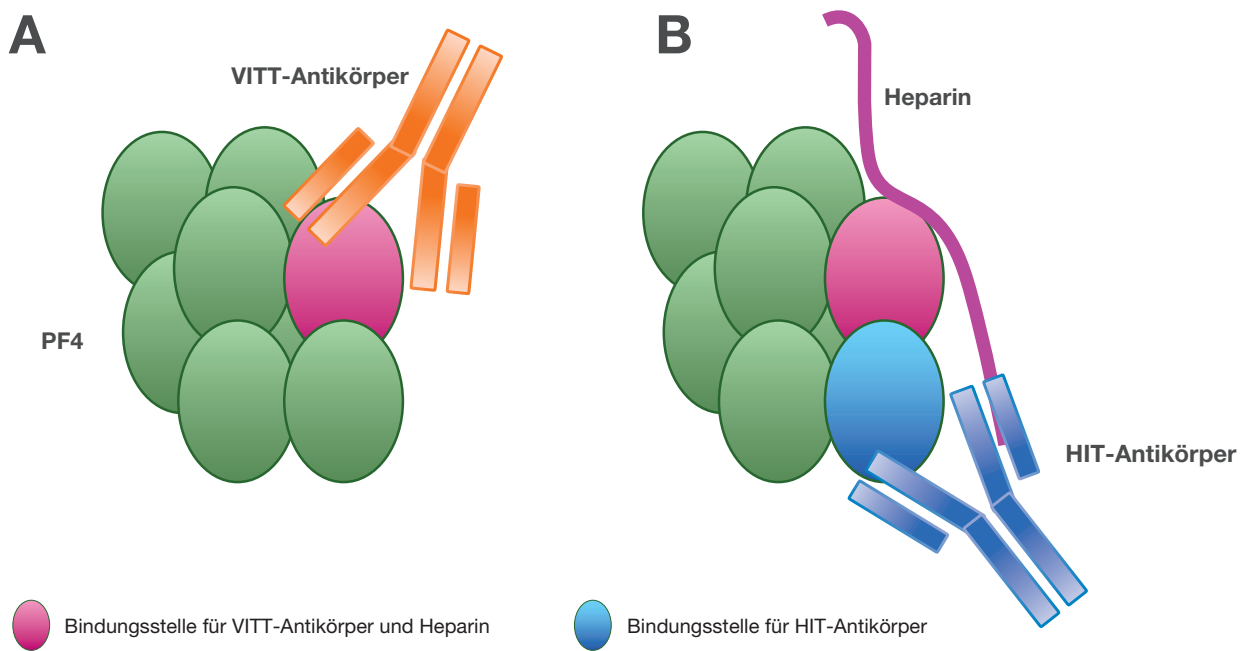 A
B
VITT-Antikörper
Heparin
PF4
HIT-Antikörper
Bindungsstelle für VITT-Antikörper und Heparin
Bindungsstelle für HIT-Antikörper